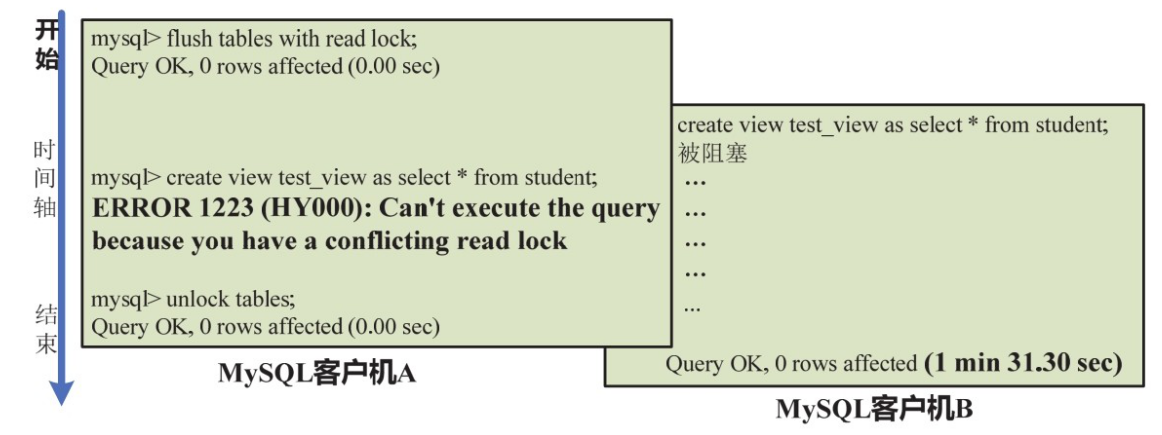 开
始
时
间
轴
结
束
mysql> flush tables with read lock;
Query OK, 0 rows affected (0.00 sec)
mysql> create view test_view as select * from student;
ERROR 1223 (HY000): Can't execute the query
because you have a conflicting read lock
mysql> unlock tables;
Query OK, 0 rows affected (0.00 sec)
MySQL客户机A
create view test_view as select * from student;
被阻塞
...
...
...
...
...
Query OK, 0 rows affected (1 min 31.30 sec)
MySQL客户机B